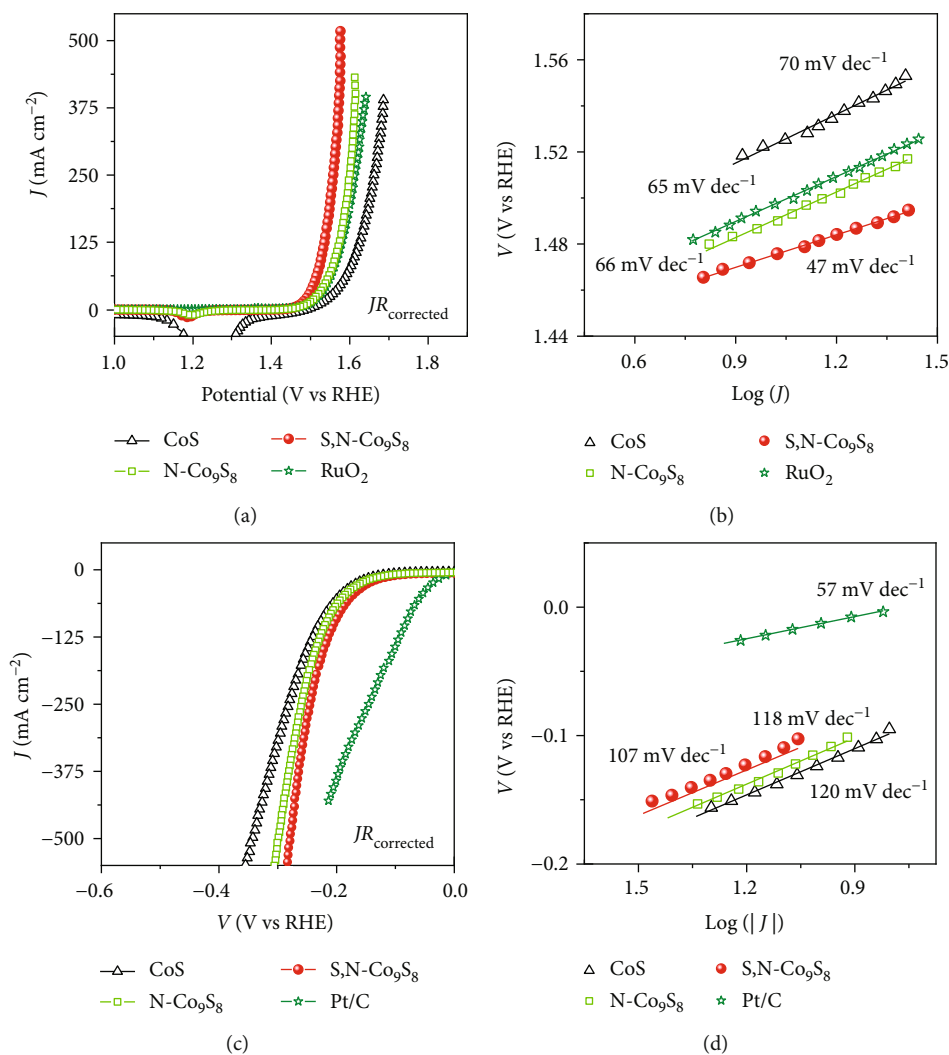 (a)
500
375
250
125
0
J (mA cm−2)
JRcorrected
1.0 1.2 1.4 1.6 1.8
Potential (V vs RHE)
CoS S,N-Co9S8
N-Co9S8 RuO2
(a)
1.56
1.52
1.48
1.44
V (V vs RHE)
70 mV dec−1
65 mV dec−1
66 mV dec−1
47 mV dec−1
0.6 0.9 1.2 1.5
Log (J)
CoS S,N-Co9S8
N-Co9S8 RuO2
(b)
0
−125
−250
−375
−500
J (mA cm−2)
JRcorrected
−0.6 −0.4 −0.2 0.0
V (V vs RHE)
CoS S,N-Co9S8
N-Co9S8 Pt/C
(c)
0.0
−0.1
−0.2
V (V vs RHE)
57 mV dec−1
118 mV dec−1
107 mV dec−1
120 mV dec−1
1.5 1.2 0.9
Log (| J |)
CoS S,N-Co9S8
N-Co9S8 Pt/C
(d)